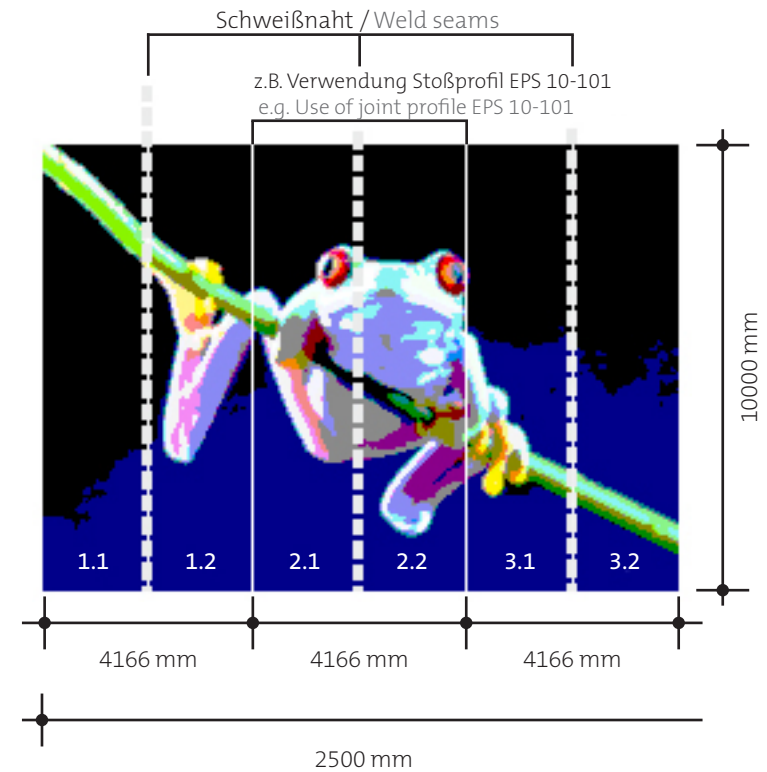 Schweißnaht / Weld seams
z.B. Verwendung Stoßprofil EPS 10-101
e.g. Use of joint profile EPS 10-101
10000 mm
1.1 1.2 2.1 2.2 3.1 3.2
4166 mm 4166 mm 4166 mm
2500 mm